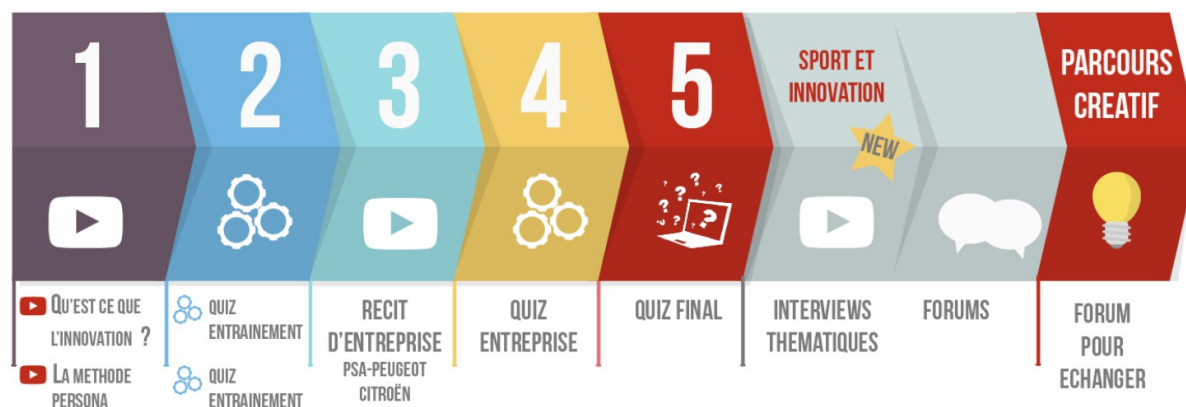 1
2
3
4
5
SPORT ET
INNOVATION
NEW
PARCOURS
CREATIF
QU'EST CE QUE
L'INNOVATION ?
LA METHODE
PERSONA
QUIZ
ENTRAINEMENT
QUIZ
ENTRAINEMENT
RECIT
D'ENTREPRISE
PSA-PEUGEOT
CITROËN
QUIZ
ENTREPRISE
QUIZ FINAL
INTERVIEWS
THEMATIQUES
FORUMS
FORUM
POUR
ECHANGER